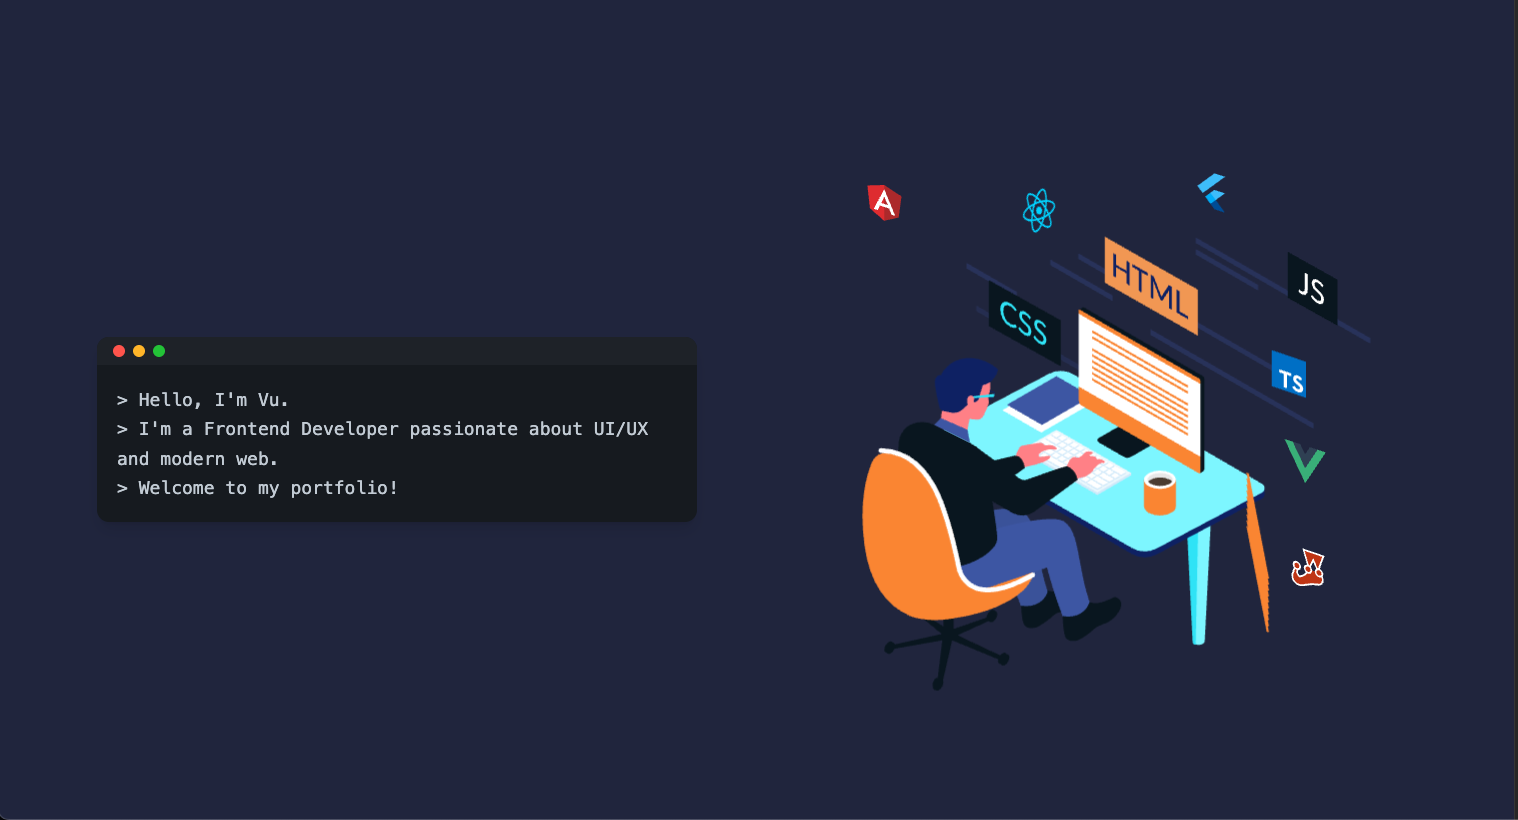 > Hello, I'm Vu.
> I'm a Frontend Developer passionate about UI/UX
and modern web.
> Welcome to my portfolio!
A
HTML
JS
CSS
TS